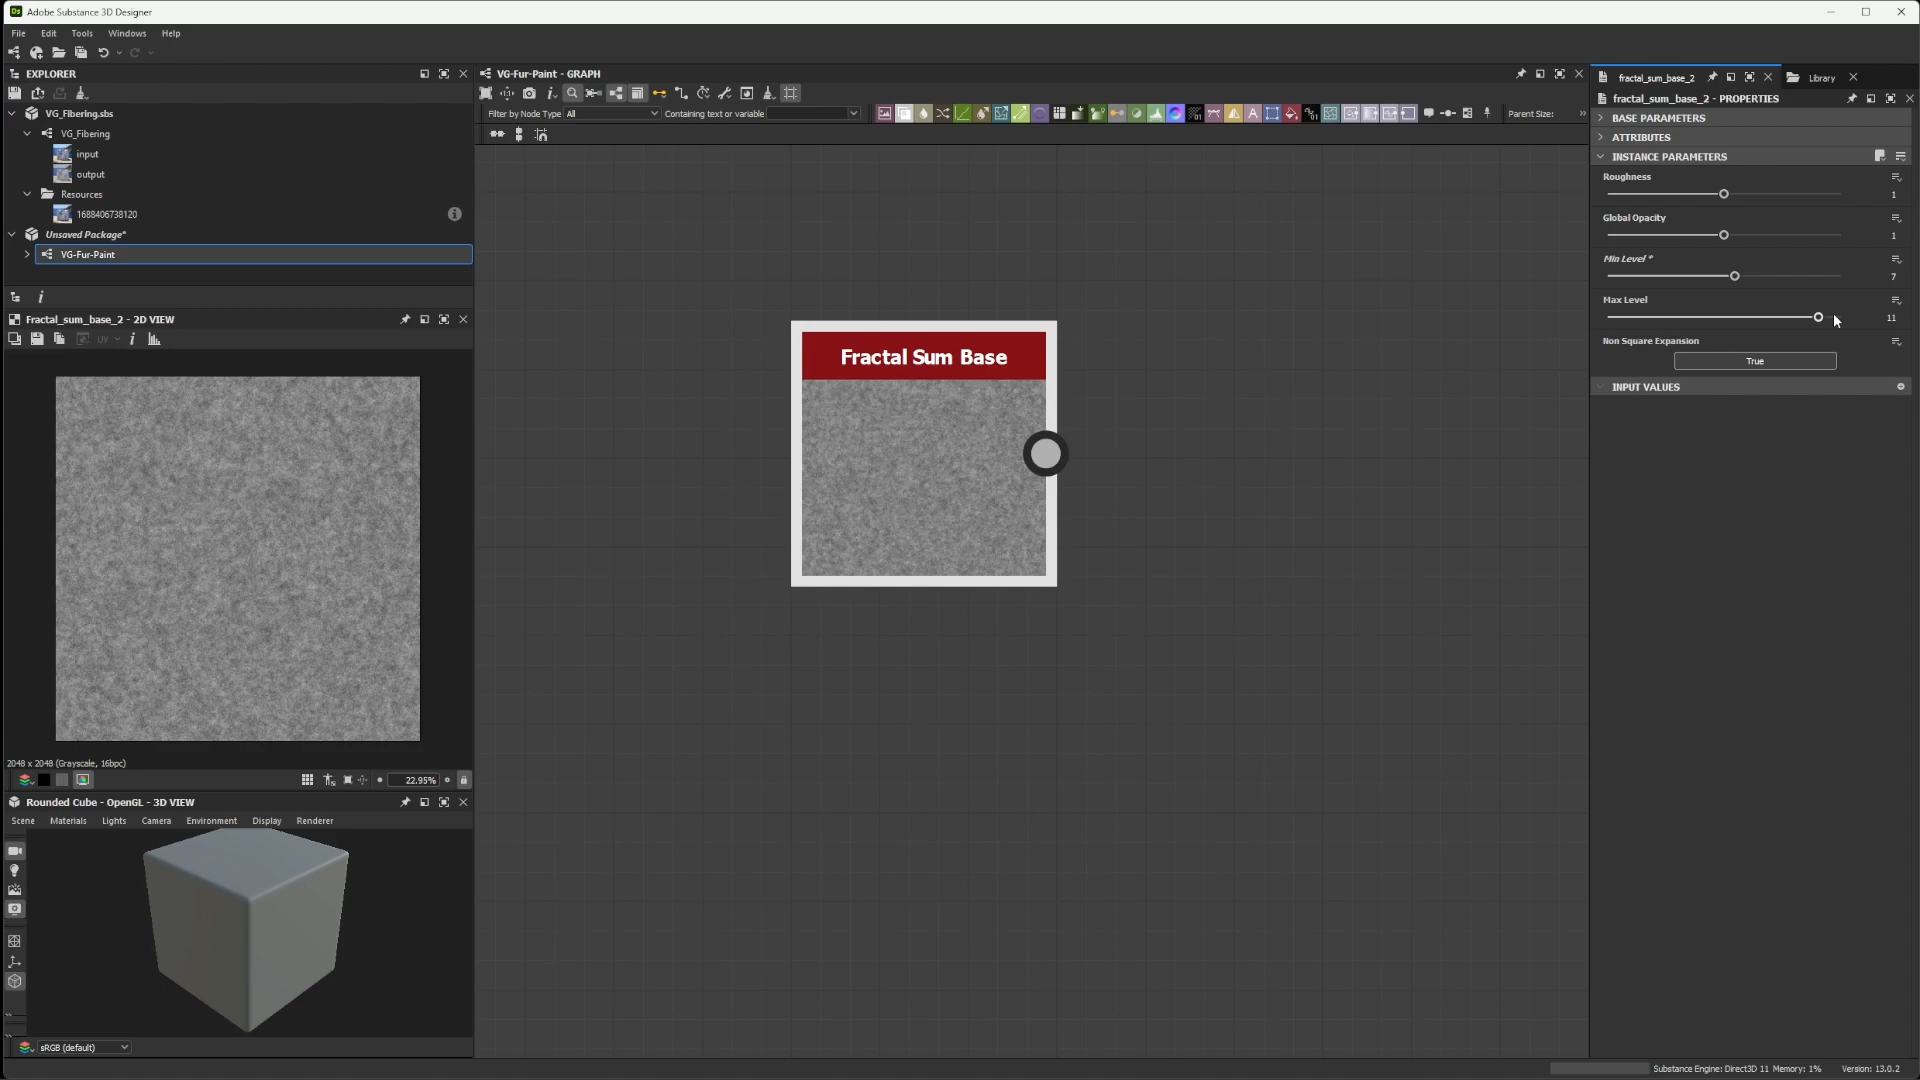 Adobe Substance 3D Designer
File Edit Tools Windows Help
EXPLORER
VG_Fibering.sbs
VG_Fibering
input
output
Resources
1688406738120
Unsaved Package*
VG-Fur-Paint
Fractal_sum_base_2 - 2D VIEW
UV
2048 x 2048 (Grayscale, 16bpc)
22.95%
Rounded Cube - OpenGL - 3D VIEW
Scene Materials Lights Camera Environment Display Renderer
sRGB (default)
VG-Fur-Paint - GRAPH
Filter by Node Type All Containing text or variable Parent Size:
Fractal Sum Base
fractal_sum_base_2 Library
fractal_sum_base_2 - PROPERTIES
BASE PARAMETERS
ATTRIBUTES
INSTANCE PARAMETERS
Roughness
1
Global Opacity
1
Min Level *
7
Max Level
11
Non Square Expansion
True
INPUT VALUES
Substance Engine: Direct3D 11 Memory: 1% Version: 13.0.2